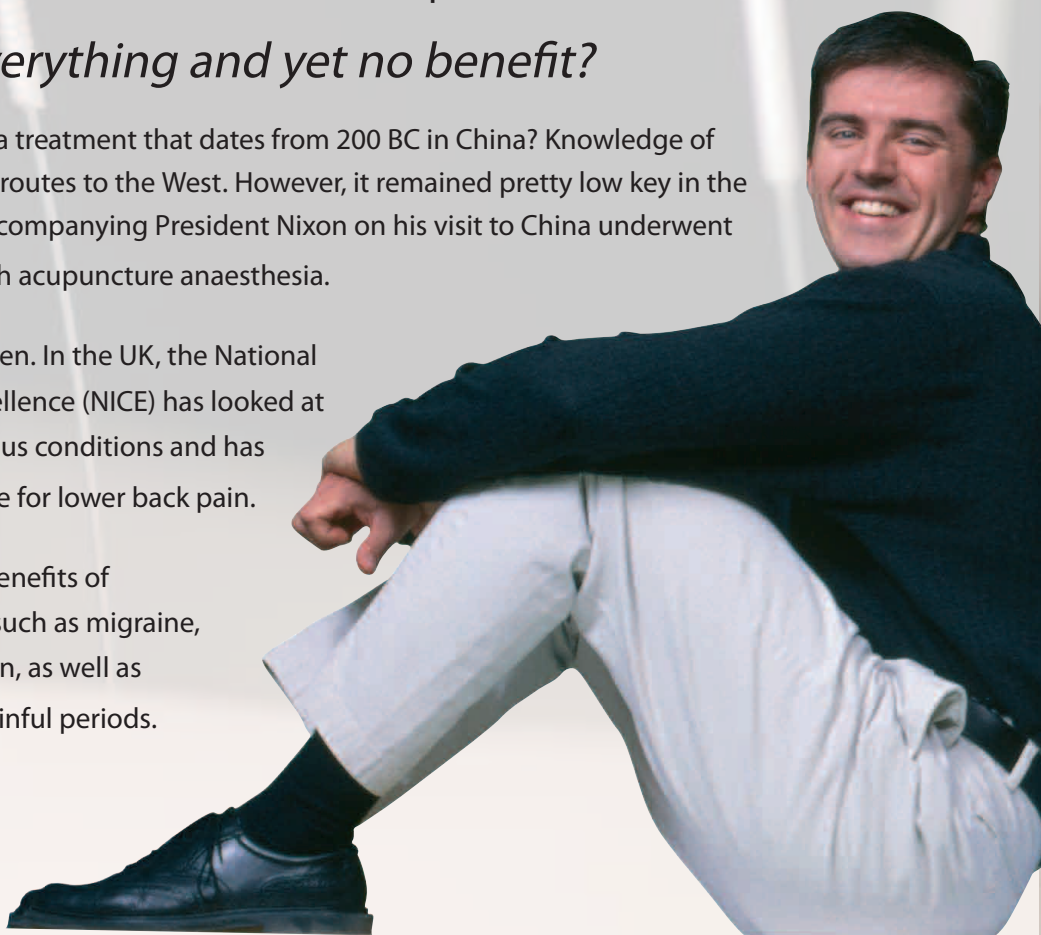 verything and yet no benefit?
a treatment that dates from 200 BC in China? Knowledge of
routes to the West. However, it remained pretty low key in the
ccompanying President Nixon on his visit to China underwent
h acupuncture anaesthesia.
en. In the UK, the National
ellence (NICE) has looked at
us conditions and has
e for lower back pain.
enefits of
such as migraine,
n, as well as
inful periods.